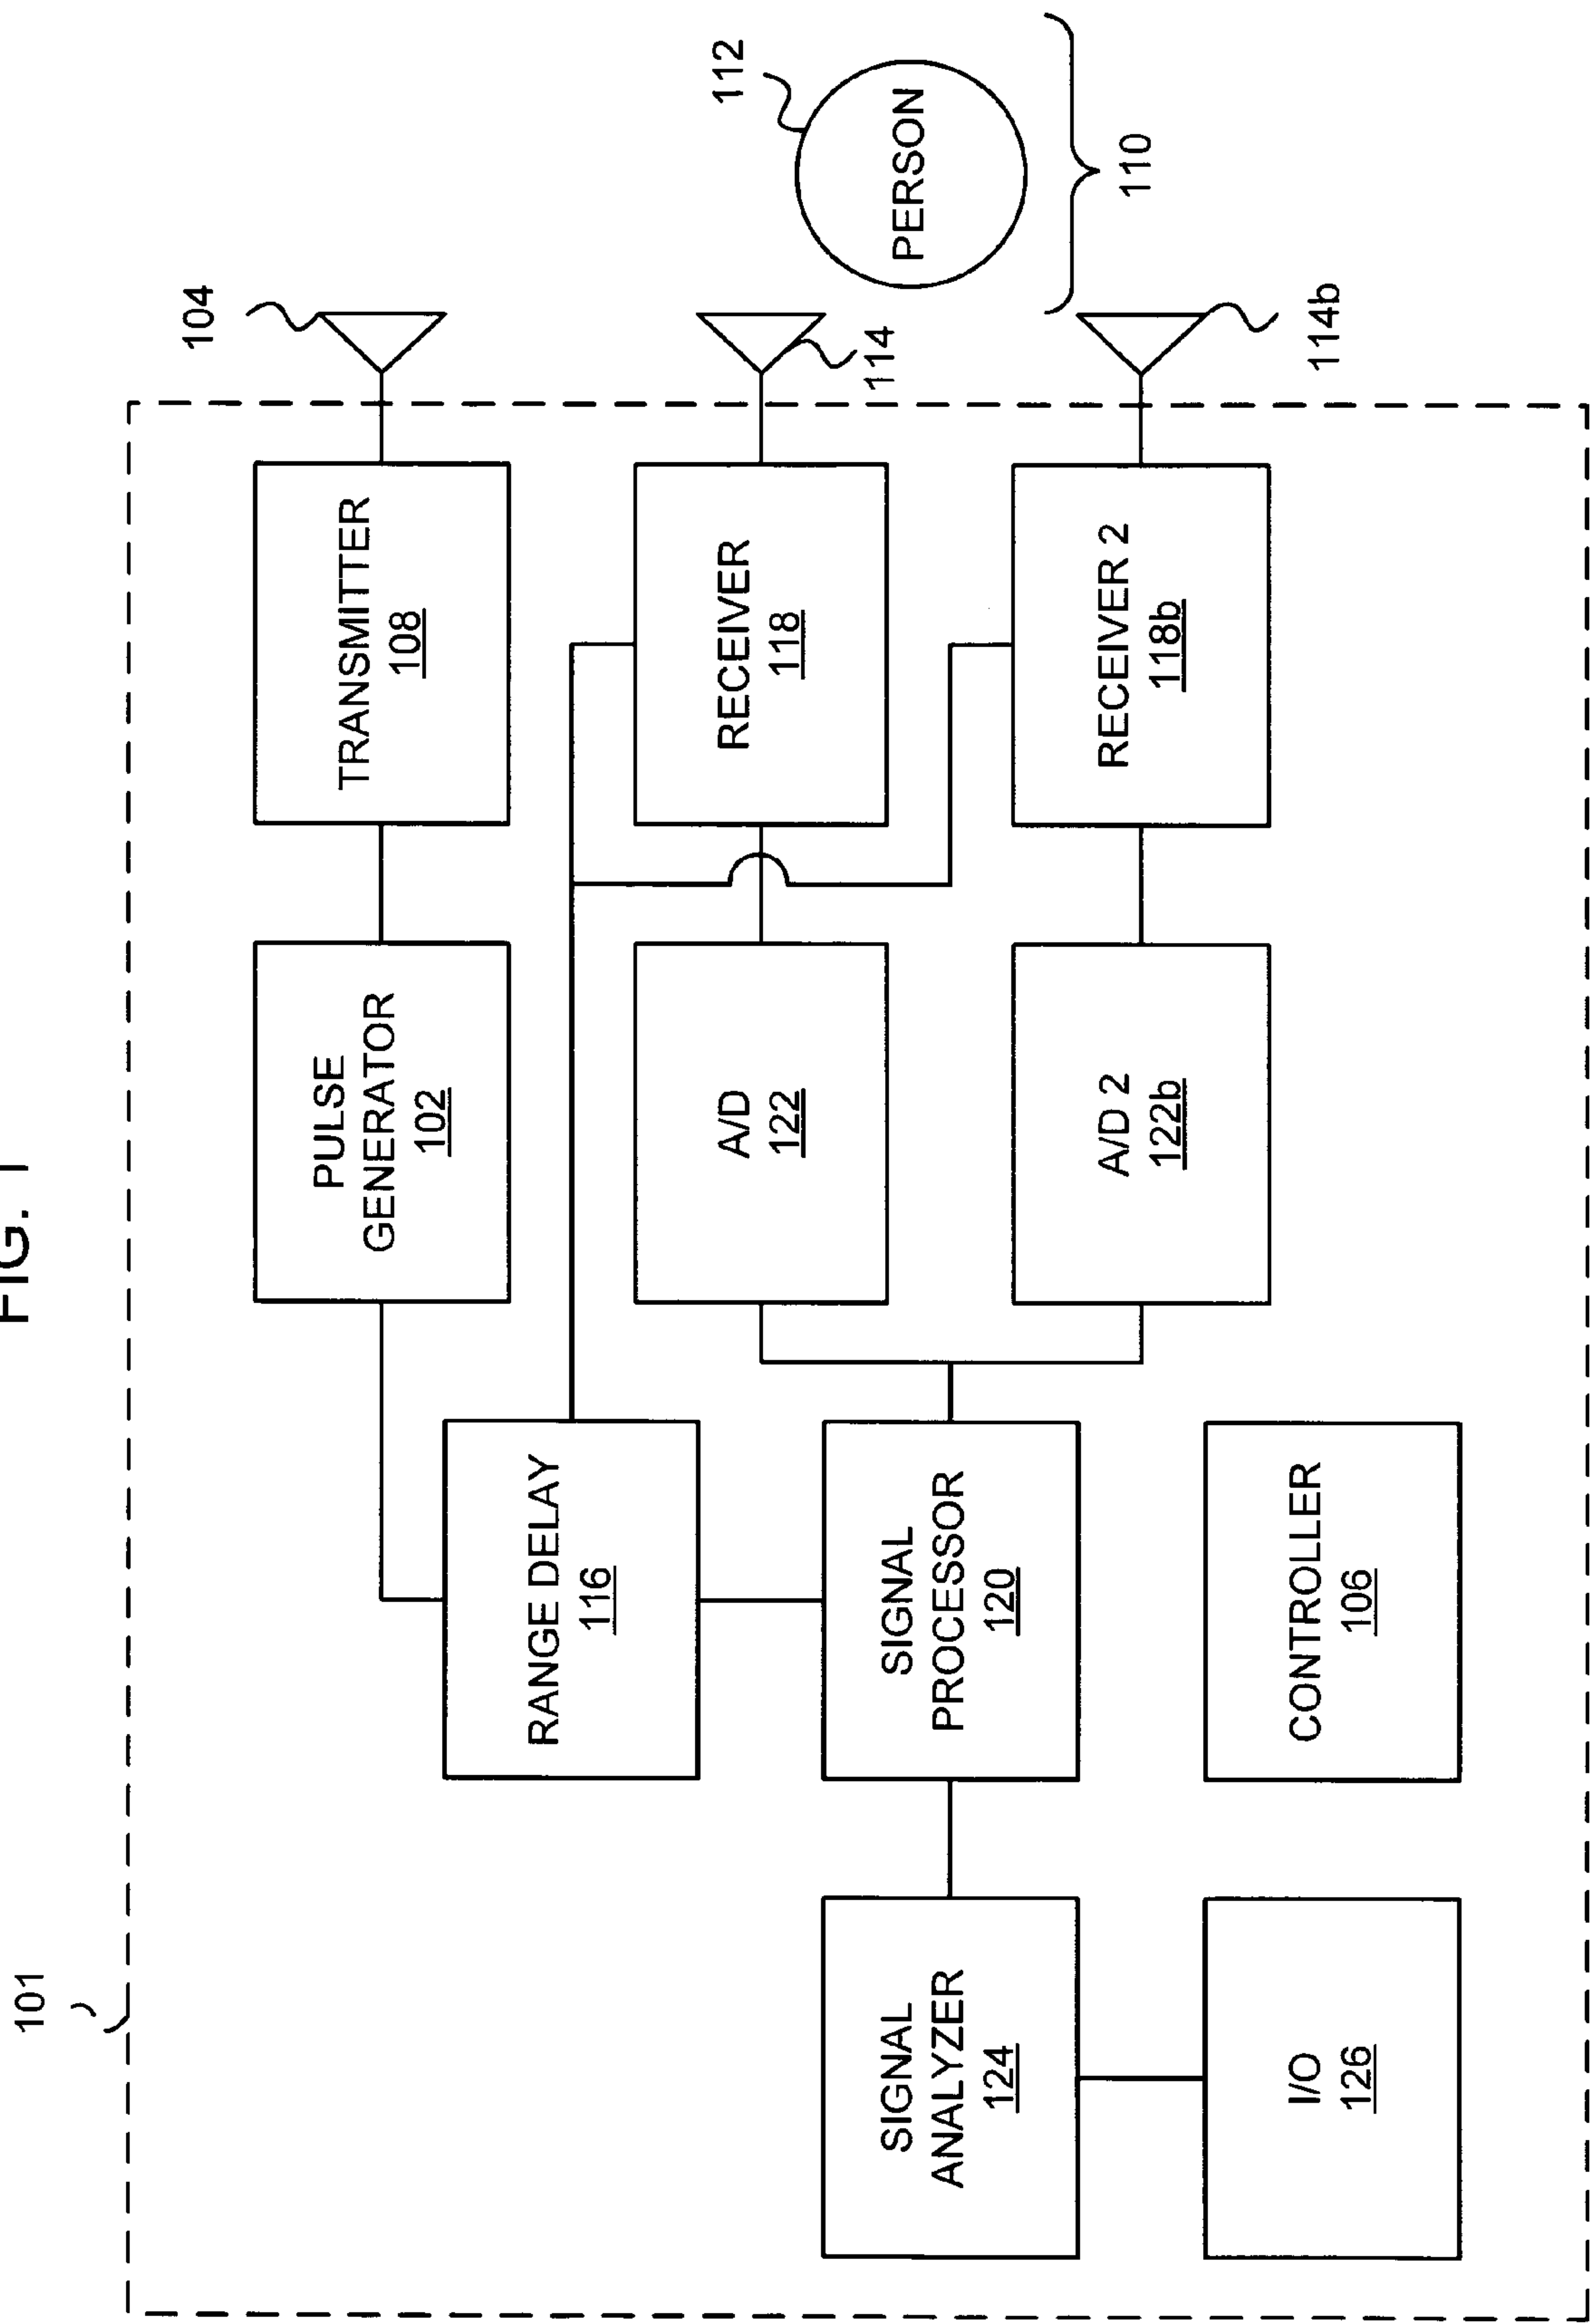 FIG. 1
101
104
112
PERSON
110
114
114b
TRANSMITTER
108
RECEIVER
118
RECEIVER 2
118b
PULSE
GENERATOR
102
A/D
122
A/D 2
122b
RANGE DELAY
116
SIGNAL
PROCESSOR
120
CONTROLLER
106
SIGNAL
ANALYZER
124
I/O
126